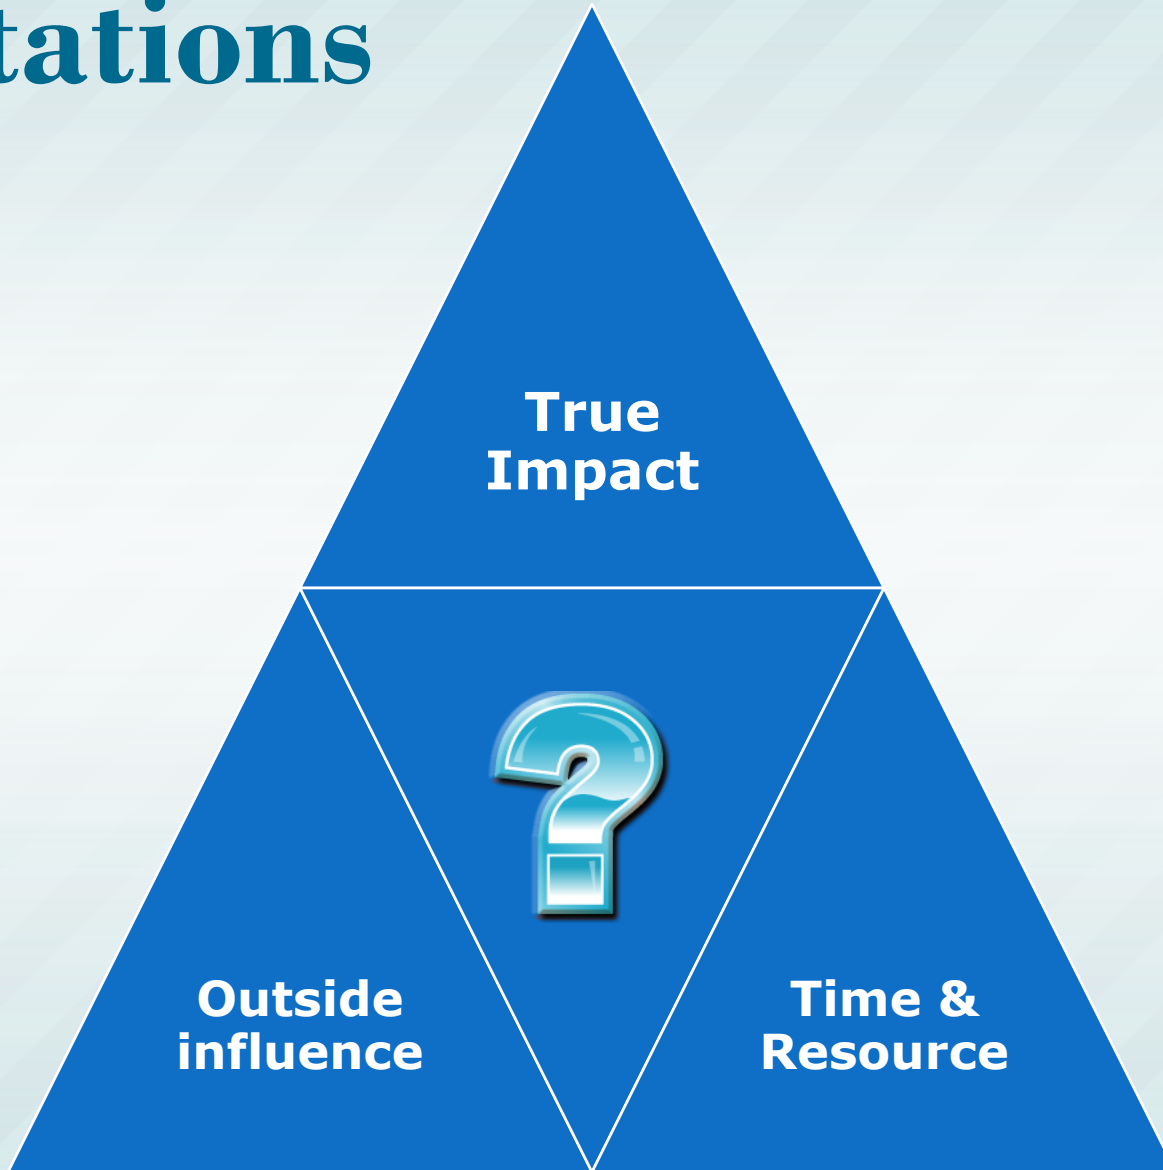 tations
True
Impact
?
Outside
influence
Time &
Resource